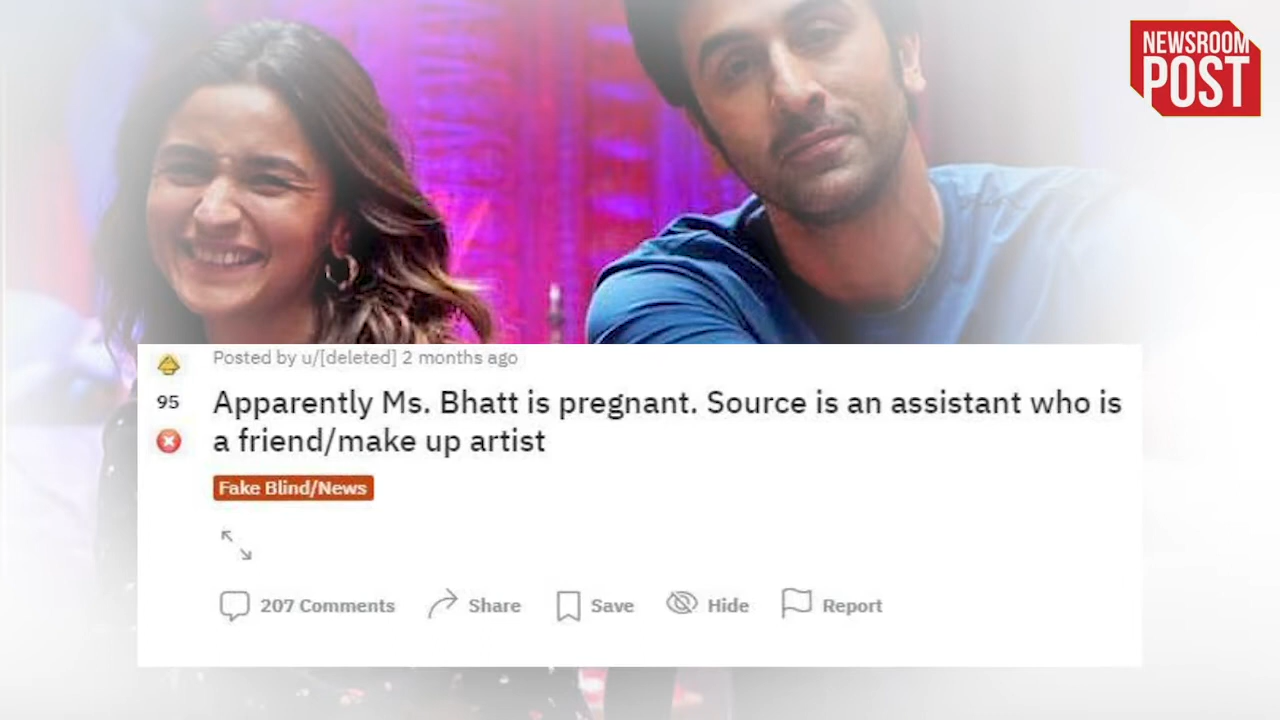 NEWSROOM
POST
Posted by u/[deleted] 2 months ago
95
Apparently Ms. Bhatt is pregnant. Source is an assistant who is
a friend/make up artist
Fake Blind/News
207 Comments
Share
Save
Hide
Report